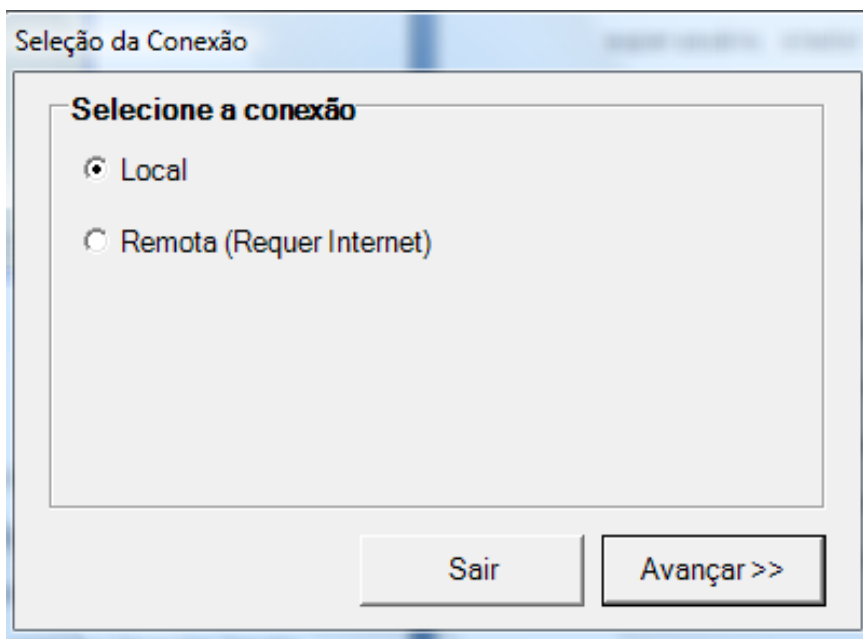 Seleção da Conexão
Selecione a conexão
Local
Remota (Requer Internet)
Sair
Avançar >>